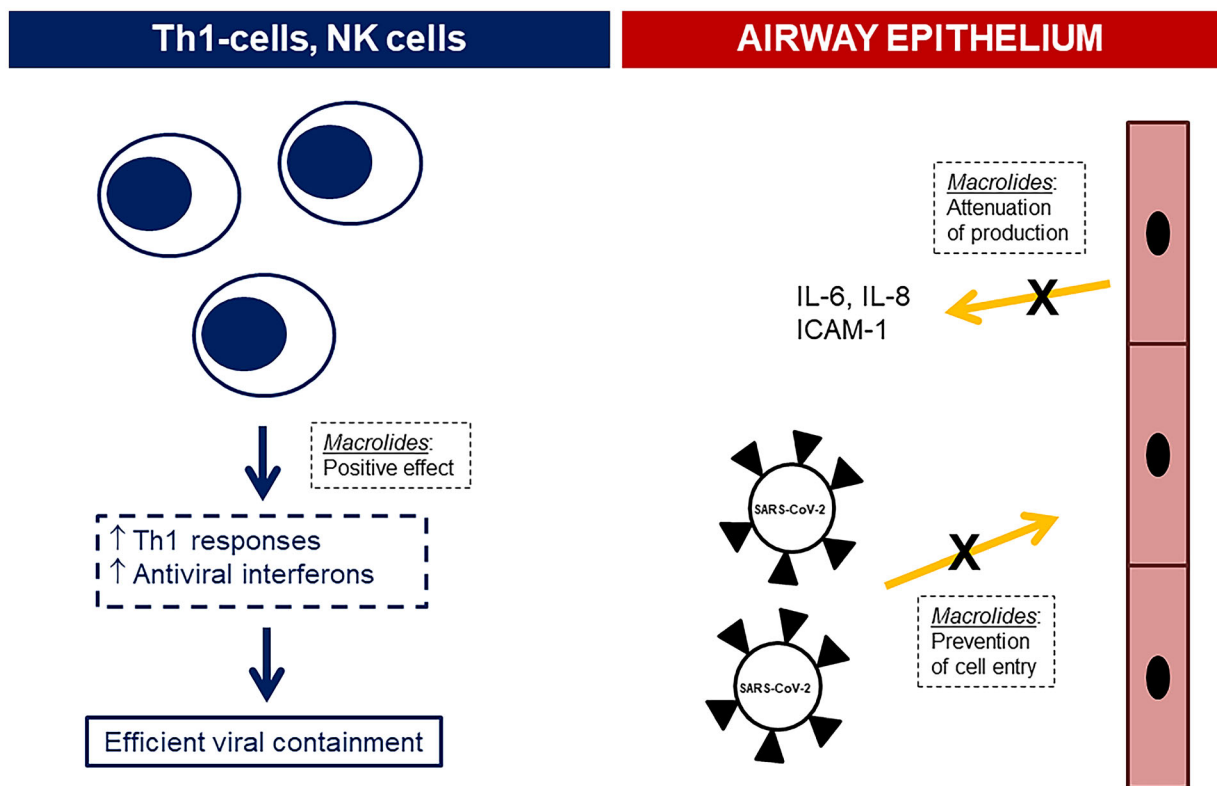 Th1-cells, NK cells
Macrolides:
Positive effect
↑ Th1 responses
↑ Antiviral interferons
Efficient viral containment
AIRWAY EPITHELIUM
Macrolides:
Attenuation
of production
X
IL-6, IL-8
ICAM-1
SARS-CoV-2
X
Macrolides:
Prevention
of cell entry
SARS-CoV-2